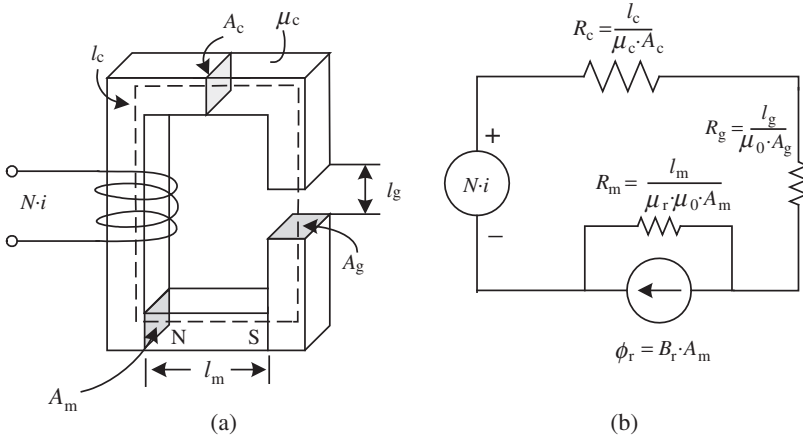 A_c
μ_c
l_c
N·i
l_g
A_g
N S
l_m
A_m
(a)
R_c = l_c / μ_c·A_c
+
N·i
−
R_g = l_g / μ_0·A_g
R_m = l_m / μ_r·μ_0·A_m
ϕ_r = B_r·A_m
(b)